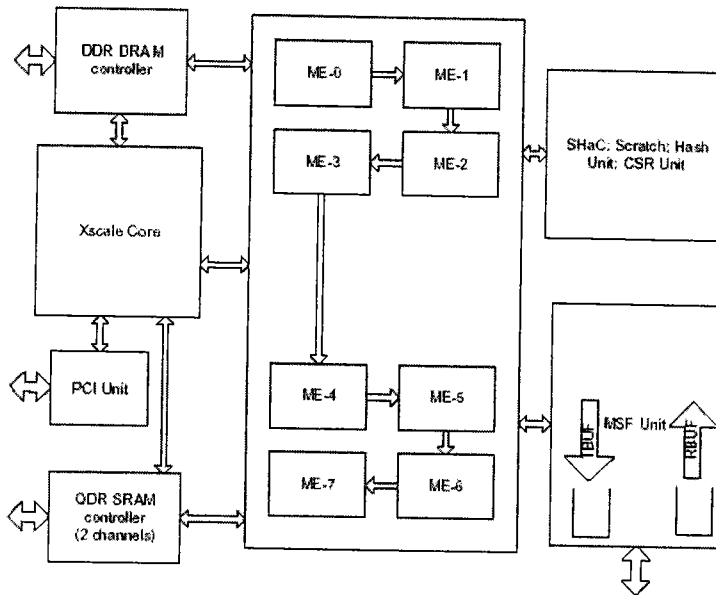 DDR DRAM
controller
ME-0
ME-1
SHaC; Scratch; Hash
Unit; CSR Unit
ME-3
ME-2
Xscale Core
PCI Unit
ME-4
ME-5
TBUF
MSF Unit
RBUF
ME-7
ME-6
QDR SRAM
controller
(2 channels)